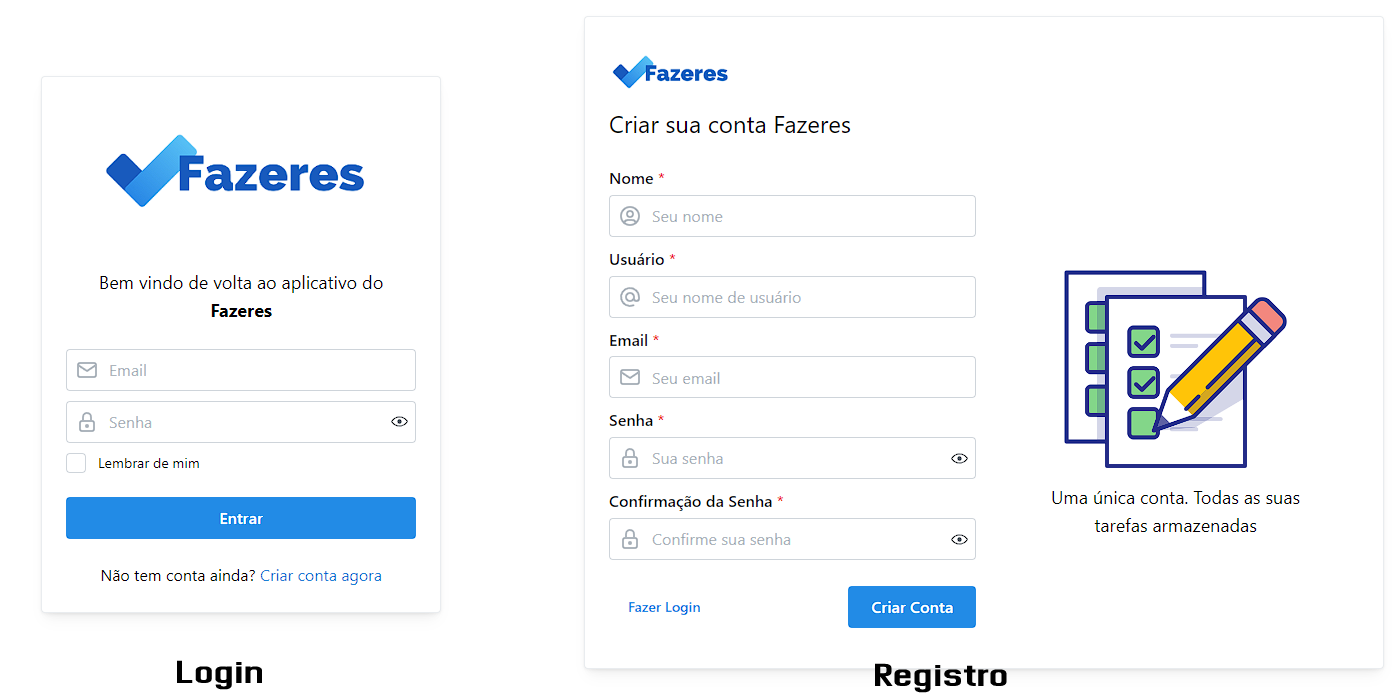 Fazeres
Bem vindo de volta ao aplicativo do
Fazeres
Email
Senha
Lembrar de mim
Entrar
Não tem conta ainda? Criar conta agora
Login
Fazeres
Criar sua conta Fazeres
Nome *
Seu nome
Usuário *
Seu nome de usuário
Email *
Seu email
Senha *
Sua senha
Confirmação da Senha *
Confirme sua senha
Fazer Login
Criar Conta
Uma única conta. Todas as suas
tarefas armazenadas
Registro